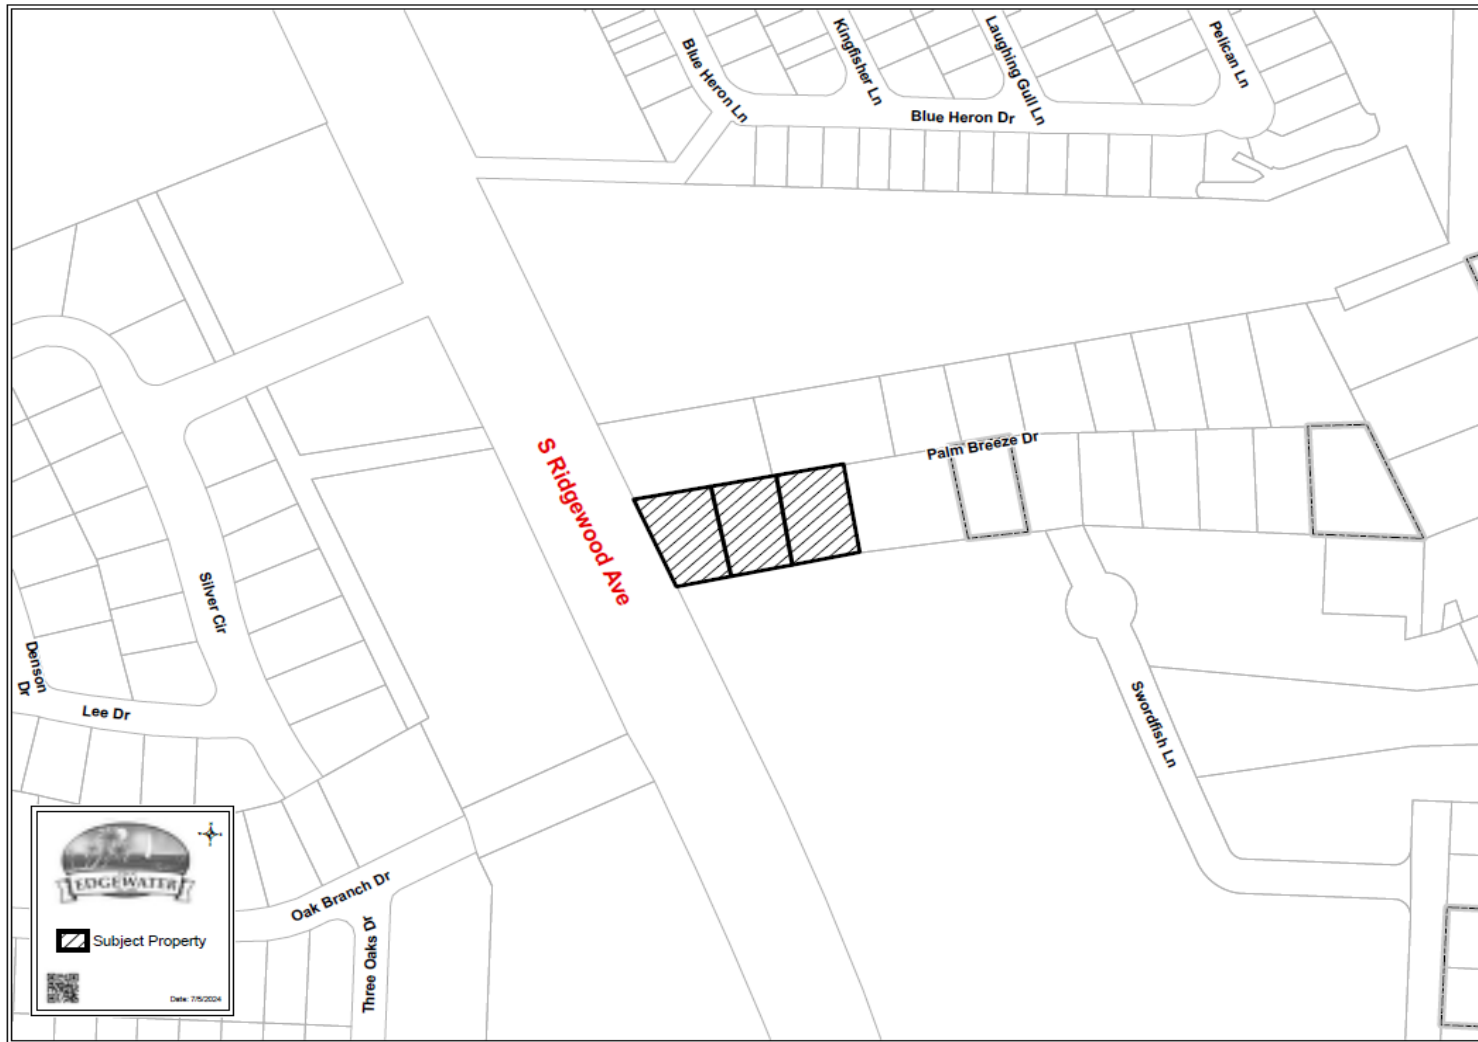 Blue Heron Ln
Kingfisher Ln
Laughing Gull Ln
Pelican Ln
Blue Heron Dr
Palm Breeze Dr
S Ridgewood Ave
Silver Cir
Denson
Dr
Lee Dr
Swordfish Ln
Oak Branch Dr
Three Oaks Dr
EDGEWATER
Subject Property
Date: 7/5/2024